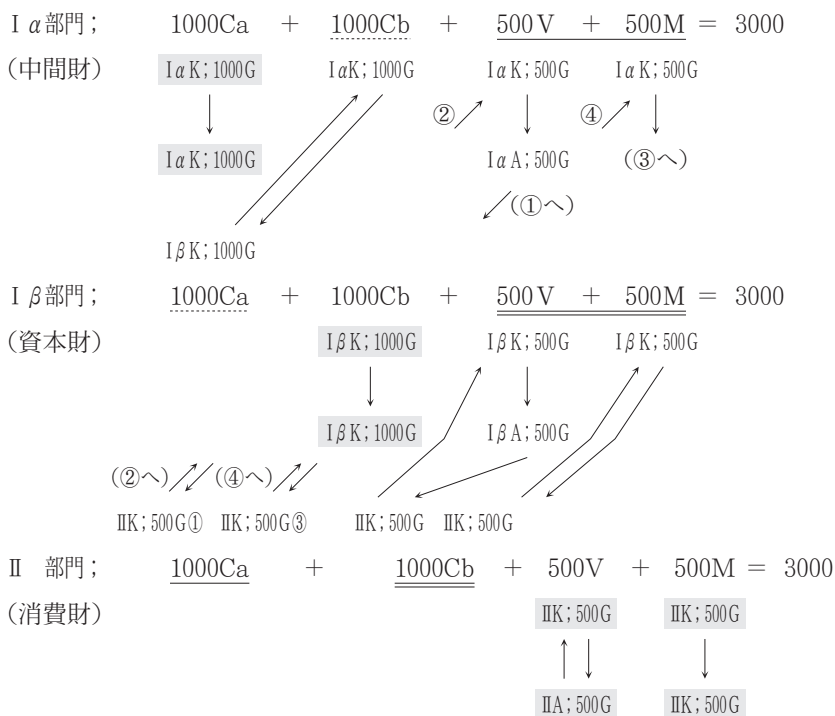 Ⅰα部門； 1000Ca + 1000Cb + 500V + 500M = 3000
（中間財） ⅠαK；1000G ⅠαK；1000G ⅠαK；500G ⅠαK；500G
② ④
ⅠαK；1000G ⅠαA；500G （③へ）
（①へ）
ⅠβK；1000G
Ⅰβ部門； 1000Ca + 1000Cb + 500V + 500M = 3000
（資本財） ⅠβK；1000G ⅠβK；500G ⅠβK；500G
ⅠβK；1000G ⅠβA；500G
（②へ） （④へ）
ⅡK；500G① ⅡK；500G③ ⅡK；500G ⅡK；500G
Ⅱ 部門； 1000Ca + 1000Cb + 500V + 500M = 3000
（消費財） ⅡK；500G ⅡK；500G
ⅡA；500G ⅡK；500G